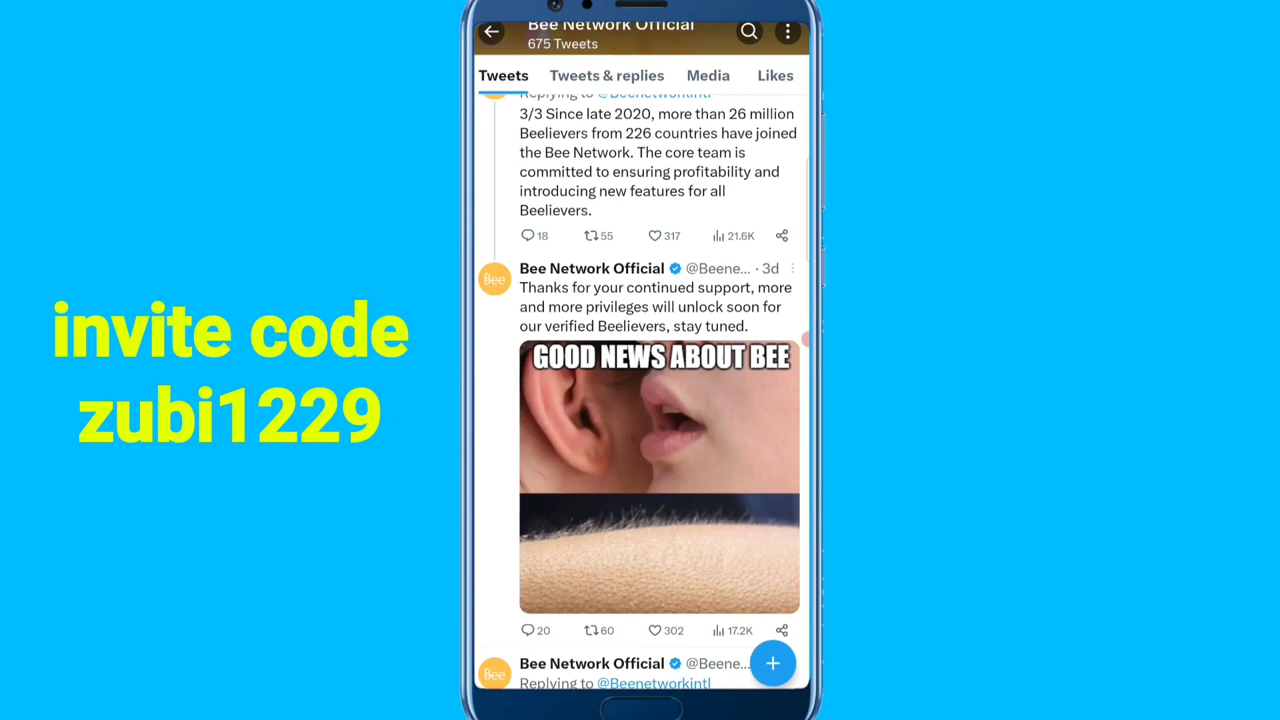 invite code
zubi1229
Bee Network Official
675 Tweets
Tweets Tweets & replies Media Likes
Replying to @Beenetworkintl
3/3 Since late 2020, more than 26 million
Beelievers from 226 countries have joined
the Bee Network. The core team is
committed to ensuring profitability and
introducing new features for all
Beelievers.
18 55 317 21.6K
Bee
Bee Network Official @Beene... · 3d
Thanks for your continued support, more
and more privileges will unlock soon for
our verified Beelievers, stay tuned.
GOOD NEWS ABOUT BEE
20 60 302 17.2K
Bee
Bee Network Official @Beene...
Replying to @Beenetworkintl